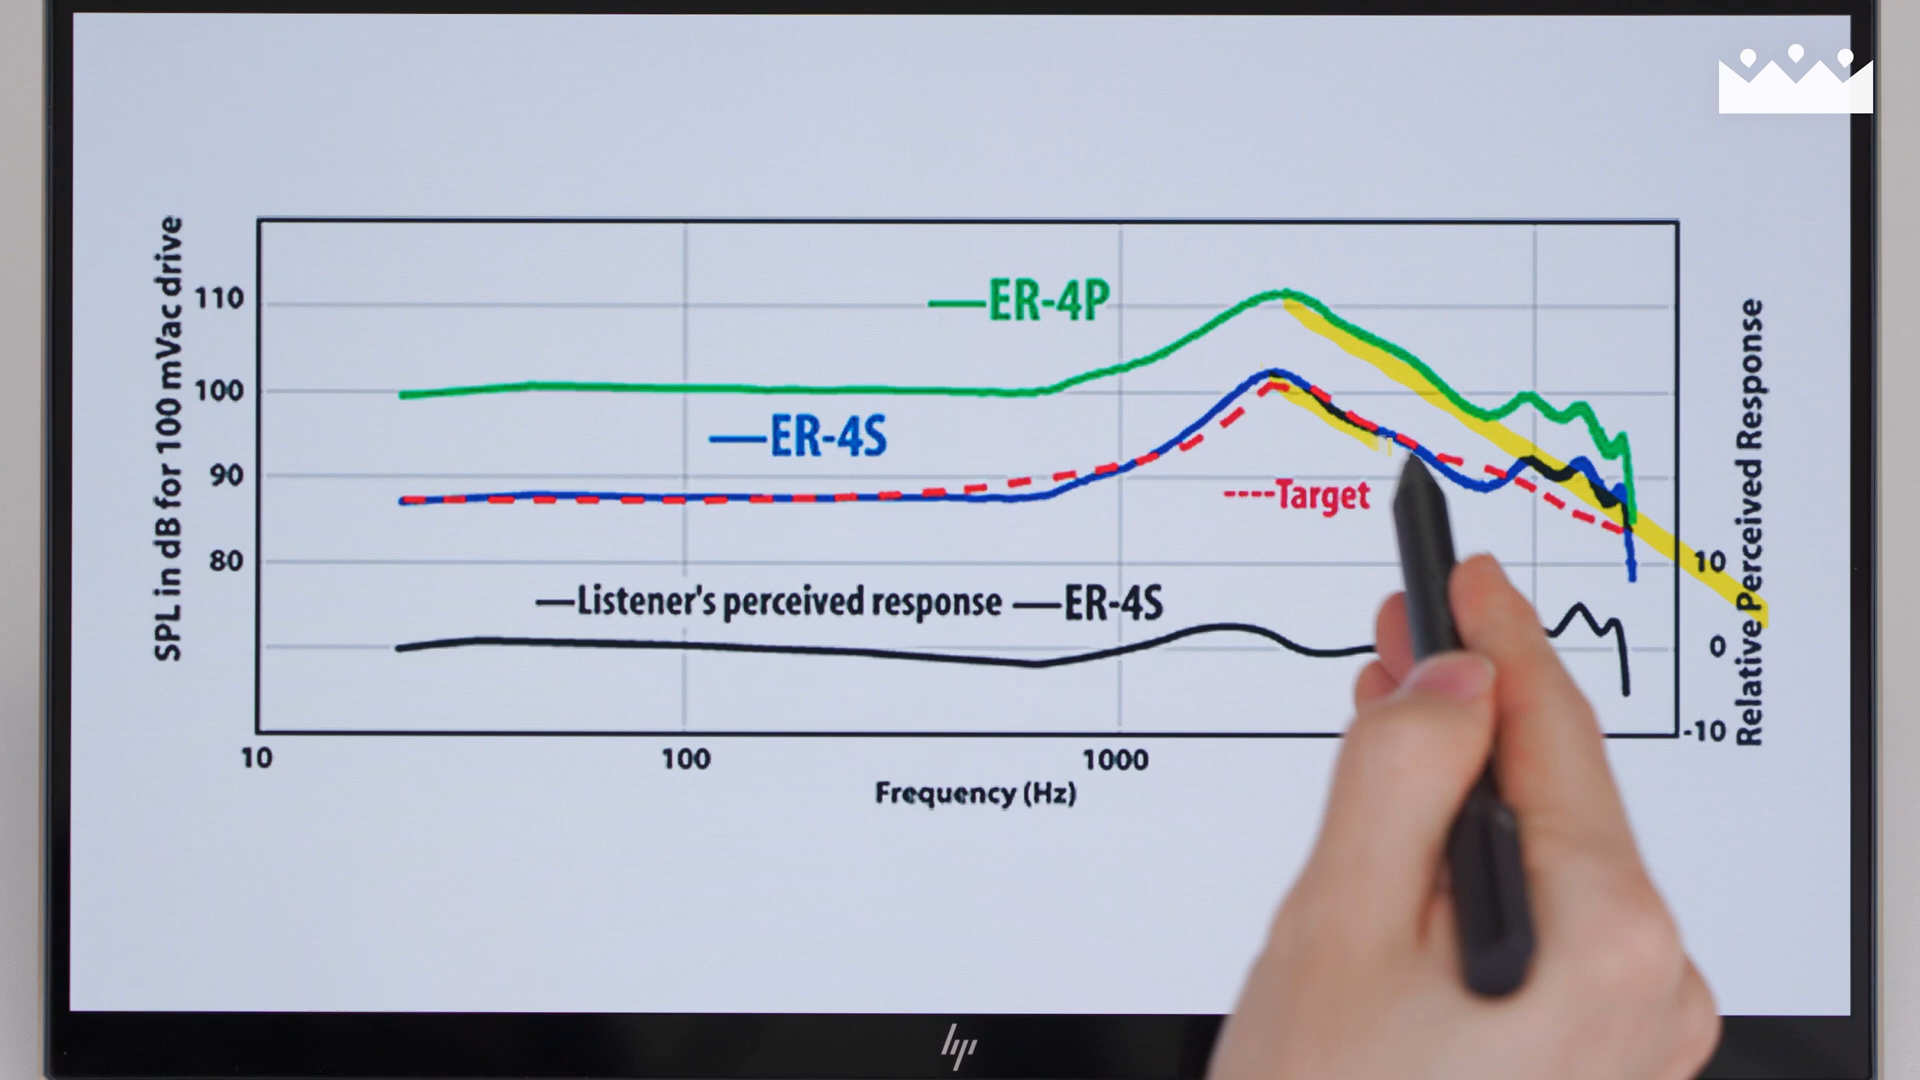 SPL in dB for 100 mVac drive
110
100
90
80
—ER-4P
—ER-4S
----Target
—Listener's perceived response —ER-4S
10
0
-10
Relative Perceived Response
10
100
1000
Frequency (Hz)
hp